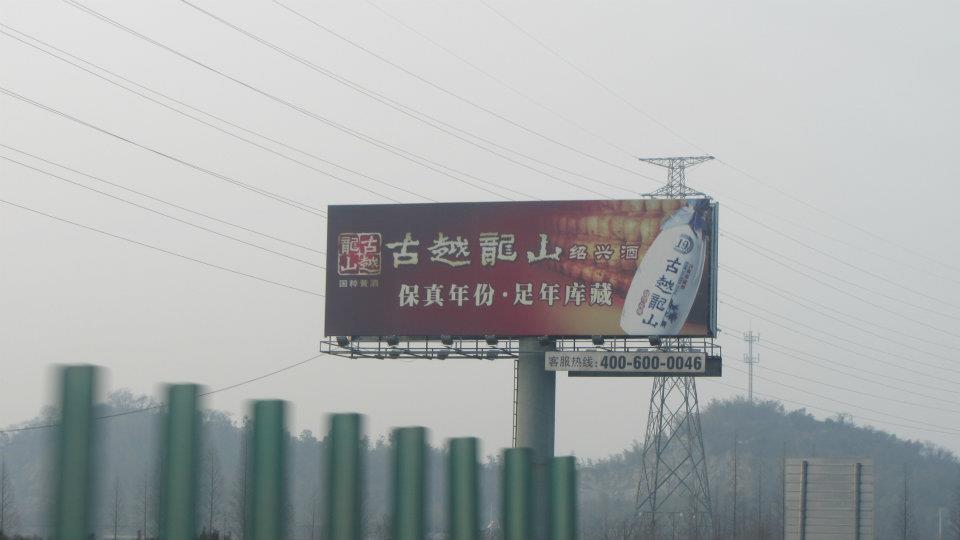 古越
龍山
国粹黄酒
古越龍山绍兴酒
保真年份·足年库藏
古越龍山
客服热线:400-600-0046